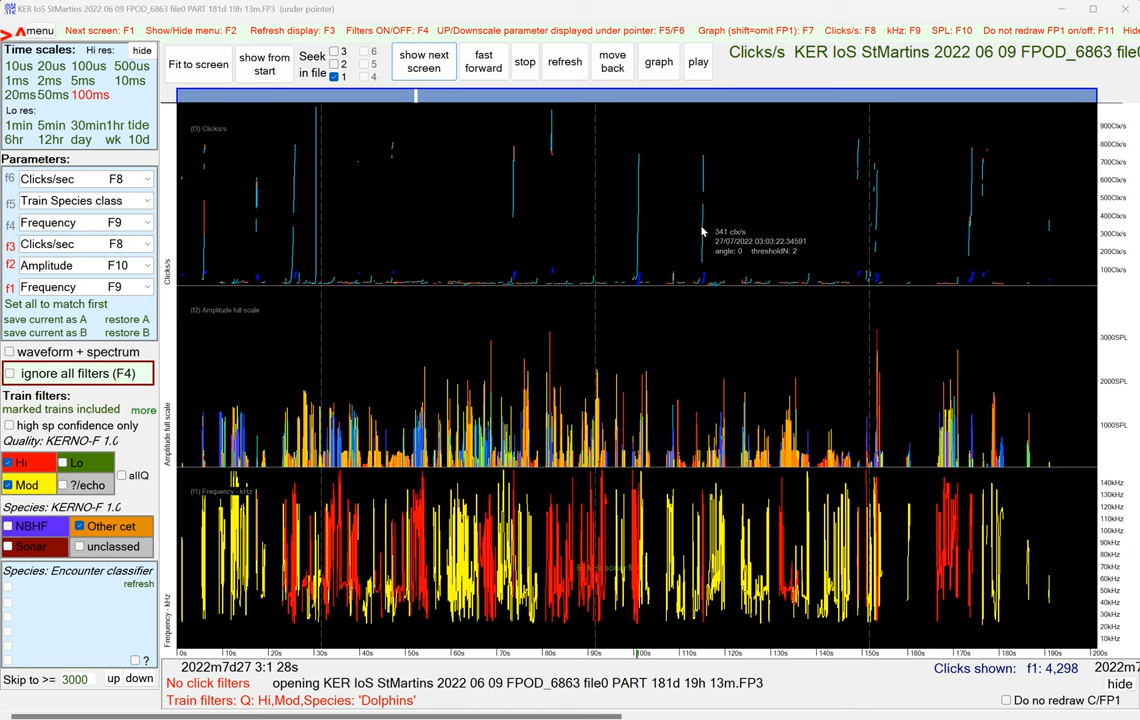 KER IoS StMartins 2022 06 09 FPOD_6863 file0 PART 181d 19h 13m.FP3 (under pointer)
menu
Next screen: F1 Show/Hide menu: F2 Refresh display: F3 Filters ON/OFF: F4 UP/Downscale parameter displayed under pointer: F5/F6 Graph (shift=omit FP1): F7 Clicks/s: F8 kHz: F9 SPL: F10 Do not redraw FP1 on/off: F11 Hide
Time scales: Hi res: hide
10us 20us 100us 500us
1ms 2ms 5ms 10ms
20ms 50ms 100ms
Lo res:
1min 5min 30min 1hr tide
6hr 12hr day wk 10d
Fit to screen
show from start
Seek in file
3 6
2 5
1 4
show next screen
fast forward
stop
refresh
move back
graph
play
Clicks/s KER IoS StMartins 2022 06 09 FPOD_6863 file0
Parameters:
f6 Clicks/sec F8
f5 Train Species class
f4 Frequency F9
f3 Clicks/sec F8
f2 Amplitude F10
f1 Frequency F9
Set all to match first
save current as A restore A
save current as B restore B
waveform + spectrum
ignore all filters (F4)
Train filters:
marked trains included more
high sp confidence only
Quality: KERNO-F 1.0
Hi Lo
allQ
Mod ?/echo
Species: KERNO-F 1.0
NBHF Other cet
Sonar unclassed
Species: Encounter classifier
refresh
?
Skip to >= 3000 up down
(f3) Clicks/s
Clicks/s
341 clx/s
27/07/2022 03:03:22.34591
angle: 0 thresholdN: 2
900Clx/s
800Clx/s
700Clx/s
600Clx/s
500Clx/s
400Clx/s
300Clx/s
200Clx/s
100Clx/s
(f2) Amplitude full scale
Amplitude full scale
3000SPL
2000SPL
1000SPL
(f1) Frequency - kHz
Frequency - kHz
140kHz
130kHz
120kHz
110kHz
100kHz
90kHz
80kHz
70kHz
60kHz
50kHz
40kHz
30kHz
20kHz
10kHz
0s 10s 20s 30s 40s 50s 60s 70s 80s 90s 100s 110s 120s 130s 140s 150s 160s 170s 180s 190s 200s
2022m7d27 3:1 28s
Clicks shown: f1: 4,298 2022m7
No click filters opening KER IoS StMartins 2022 06 09 FPOD_6863 file0 PART 181d 19h 13m.FP3
hide
Train filters: Q: Hi,Mod,Species: 'Dolphins'
Do no redraw C/FP1